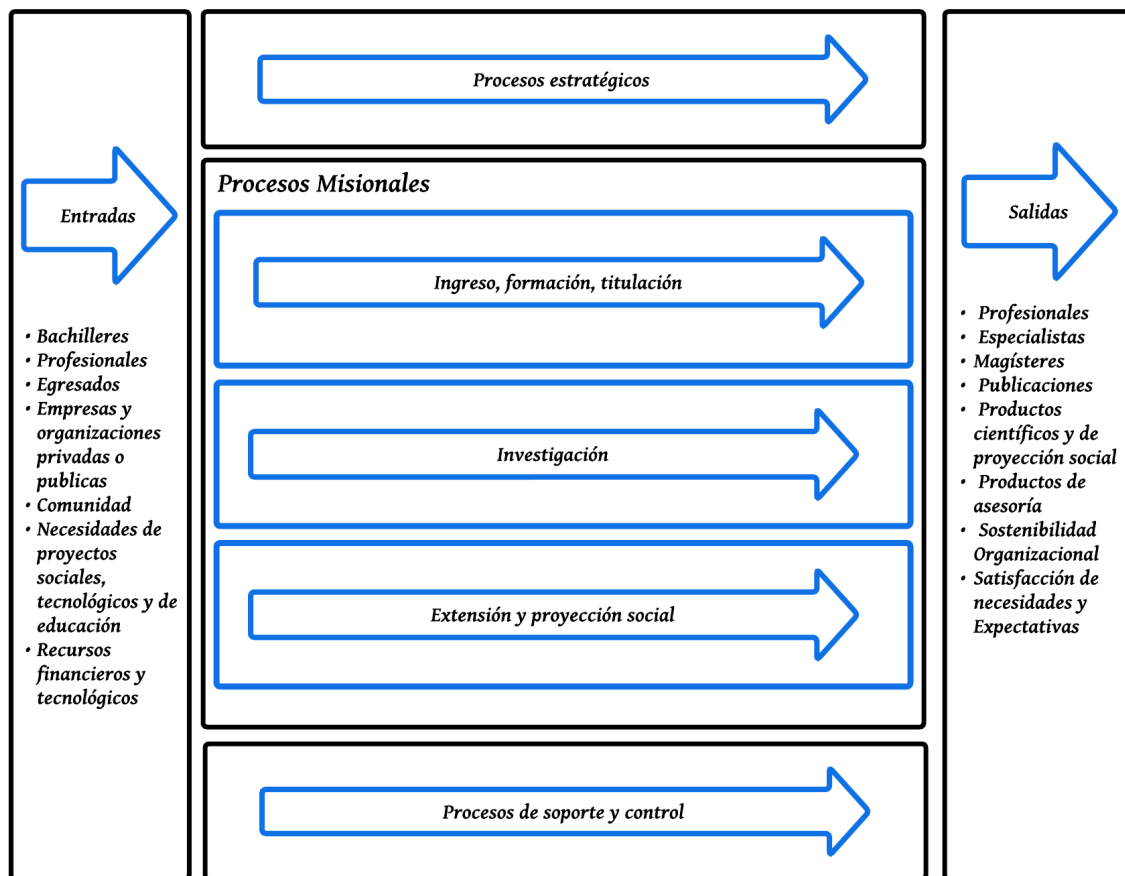 Procesos estratégicos
Entradas
• Bachilleres
• Profesionales
• Egresados
• Empresas y
organizaciones
privadas o
publicas
• Comunidad
• Necesidades de
proyectos
sociales,
tecnológicos y de
educación
• Recursos
financieros y
tecnológicos
Procesos Misionales
Ingreso, formación, titulación
Investigación
Extensión y proyección social
Procesos de soporte y control
Salidas
• Profesionales
• Especialistas
• Magísteres
• Publicaciones
• Productos
científicos y de
proyección social
• Productos de
asesoría
• Sostenibilidad
Organizacional
• Satisfacción de
necesidades y
Expectativas